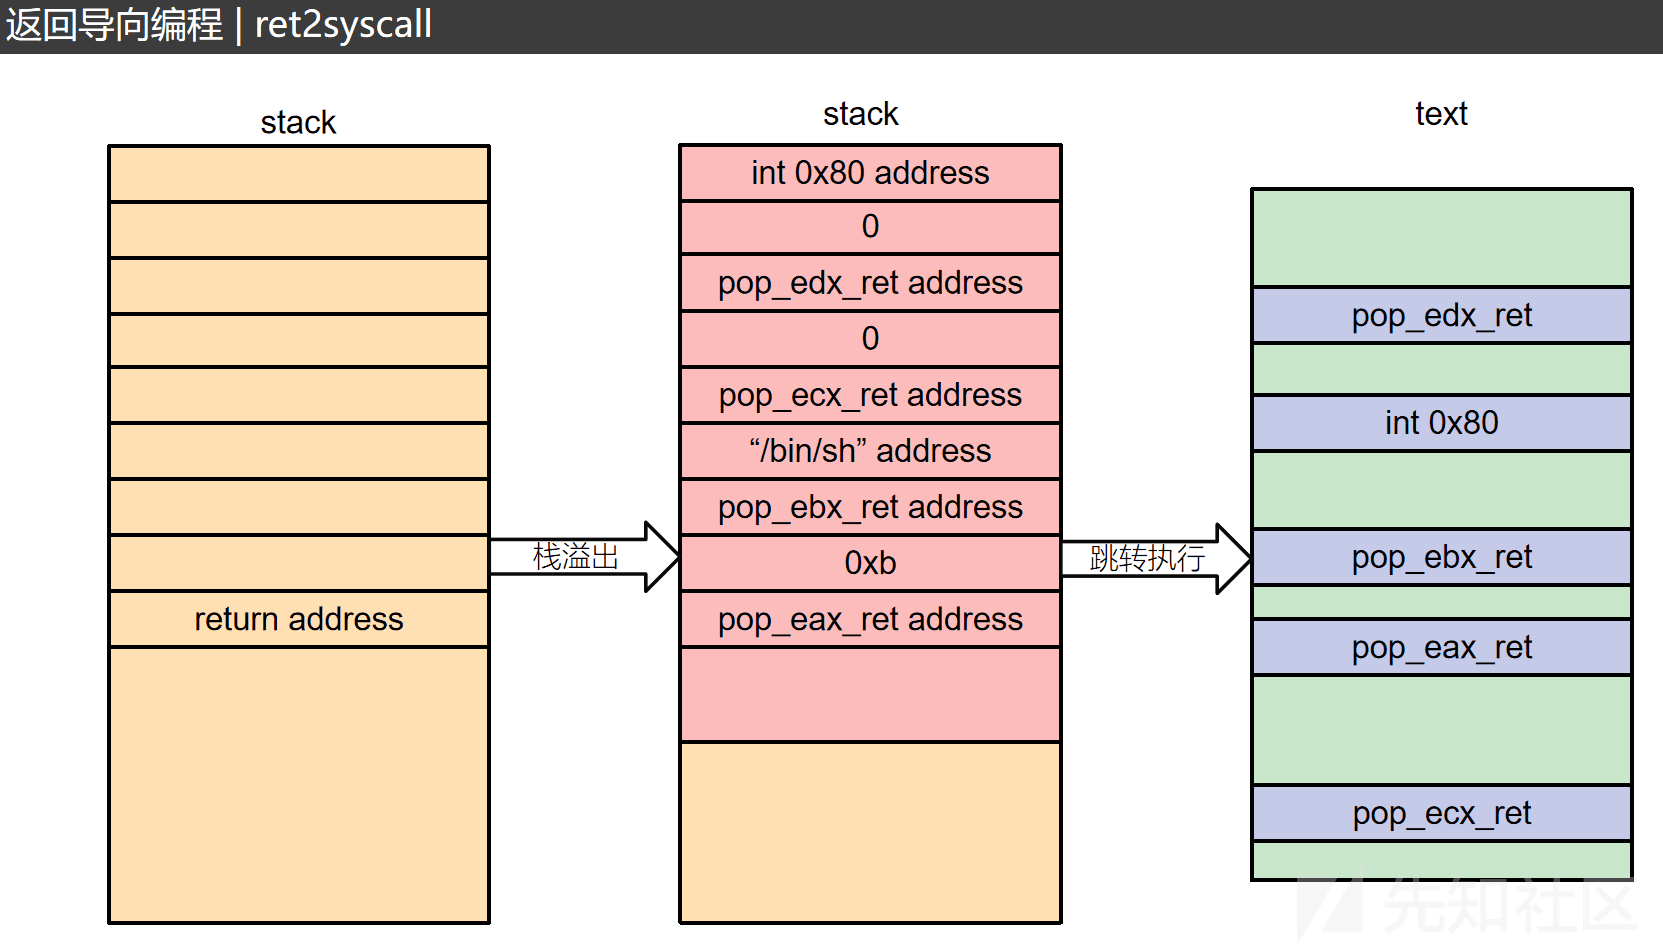 返回导向编程 | ret2syscall
stack
return address
栈溢出
stack
int 0x80 address
0
pop_edx_ret address
0
pop_ecx_ret address
“/bin/sh” address
pop_ebx_ret address
0xb
pop_eax_ret address
跳转执行
text
pop_edx_ret
int 0x80
pop_ebx_ret
pop_eax_ret
pop_ecx_ret
先知社区